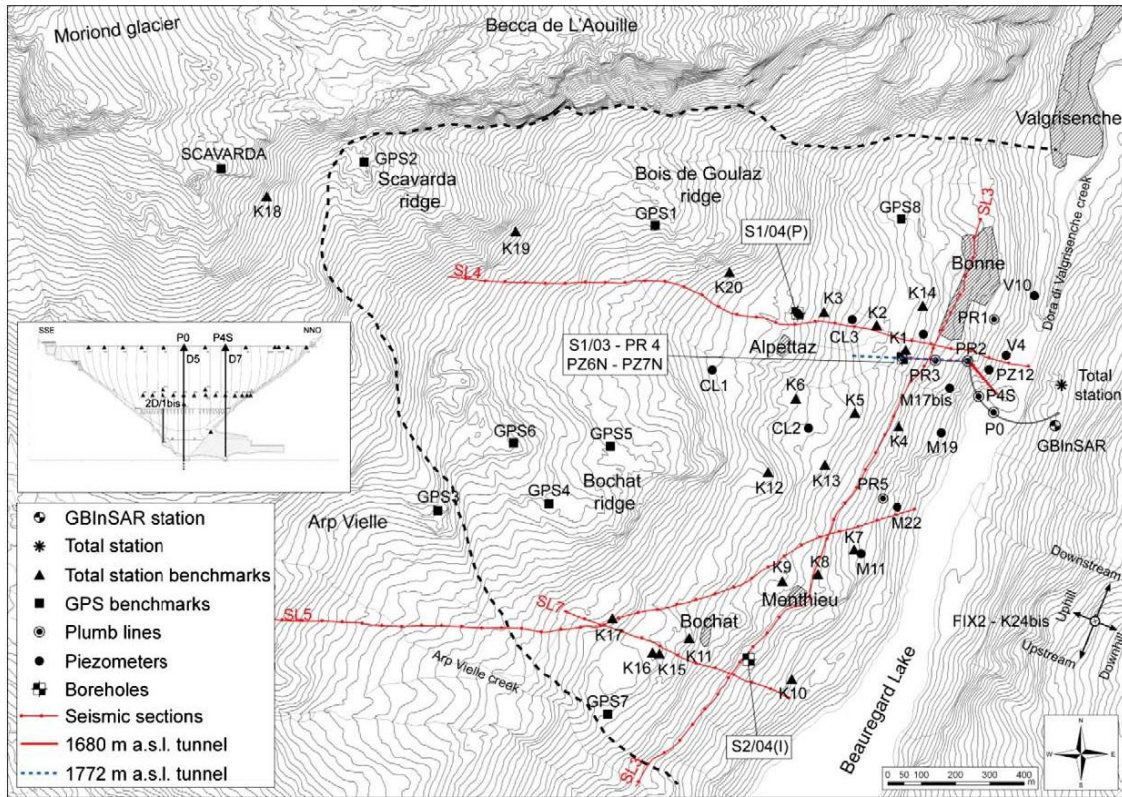 Moriond glacier
Becca de L'Aouille
Valgrisenche
SCAVARDA
GPS2
Scavarda
ridge
K18
Bois de Goulaz
ridge
GPS1
K19
GPS8
SL3
Dora di Valgrisenche creek
S1/04(P)
SL4
K20
Bonne
V10
K3
K2
K14
PR1
CL3
Alpettaz
K1
PR2
V4
S1/03 - PR 4
PZ6N - PZ7N
PR3
PZ12
Total
station
CL1
M17bis
P4S
K6
K5
P0
GBInSAR
CL2
K4
M19
SSE
P0
P4S
NNO
D5
D7
2D/1bis
GPS6
GPS5
Bochat
ridge
K12
K13
PR5
GPS3
GPS4
M22
Arp Vielle
K7
M11
K9
K8
Menthieu
SL7
SL5
K17
Bochat
K11
K16
K15
Arp Vielle creek
K10
GPS7
S2/04(I)
SL3
Beauregard Lake
FIX2 - K24bis
Downstream
Uphill
Upstream
Downhill
GBInSAR station
Total station
Total station benchmarks
GPS benchmarks
Plumb lines
Piezometers
Boreholes
Seismic sections
1680 m a.s.l. tunnel
1772 m a.s.l. tunnel
N
W
E
S
0 50 100 200 300 400
m